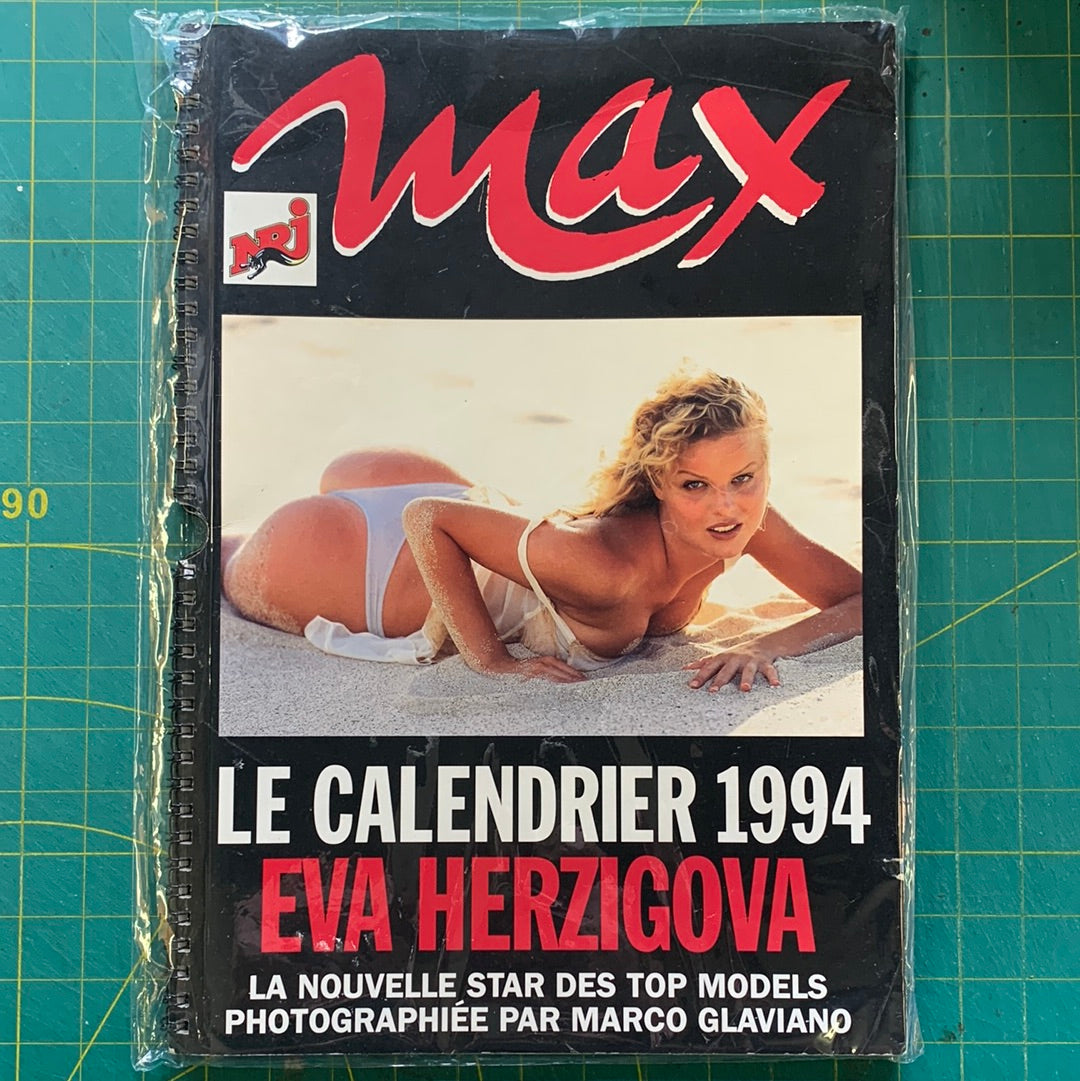 max
NRJ
90
LE CALENDRIER 1994
EVA HERZIGOVA
LA NOUVELLE STAR DES TOP MODELS
PHOTOGRAPHIÉE PAR MARCO GLAVIANO